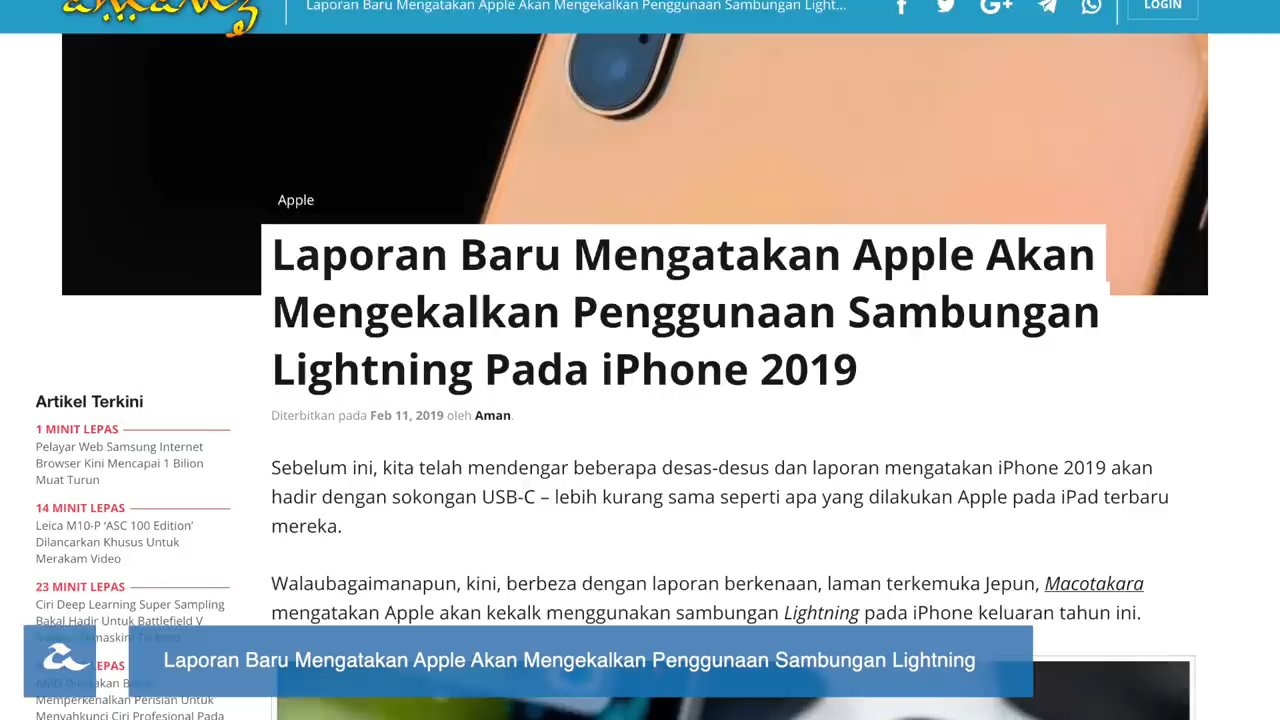 amanz
Laporan Baru Mengatakan Apple Akan Mengekalkan Penggunaan Sambungan Light...
LOGIN
Apple
Laporan Baru Mengatakan Apple Akan
Mengekalkan Penggunaan Sambungan
Lightning Pada iPhone 2019
Diterbitkan pada Feb 11, 2019 oleh Aman.
Artikel Terkini
1 MINIT LEPAS
Pelayar Web Samsung Internet
Browser Kini Mencapai 1 Bilion
Muat Turun
14 MINIT LEPAS
Leica M10-P ‘ASC 100 Edition’
Dilancarkan Khusus Untuk
Merakam Video
23 MINIT LEPAS
Ciri Deep Learning Super Sampling
Bakal Hadir Untuk Battlefield V
Sebelum ini, kita telah mendengar beberapa desas-desus dan laporan mengatakan iPhone 2019 akan
hadir dengan sokongan USB-C – lebih kurang sama seperti apa yang dilakukan Apple pada iPad terbaru
mereka.
Walaubagaimanapun, kini, berbeza dengan laporan berkenaan, laman terkemuka Jepun, Macotakara
mengatakan Apple akan kekalk menggunakan sambungan Lightning pada iPhone keluaran tahun ini.
LEPAS
Laporan Baru Mengatakan Apple Akan Mengekalkan Penggunaan Sambungan Lightning
AMD
Memperkenalkan Perisian Untuk
Menyahkunci Ciri Profesional Pada